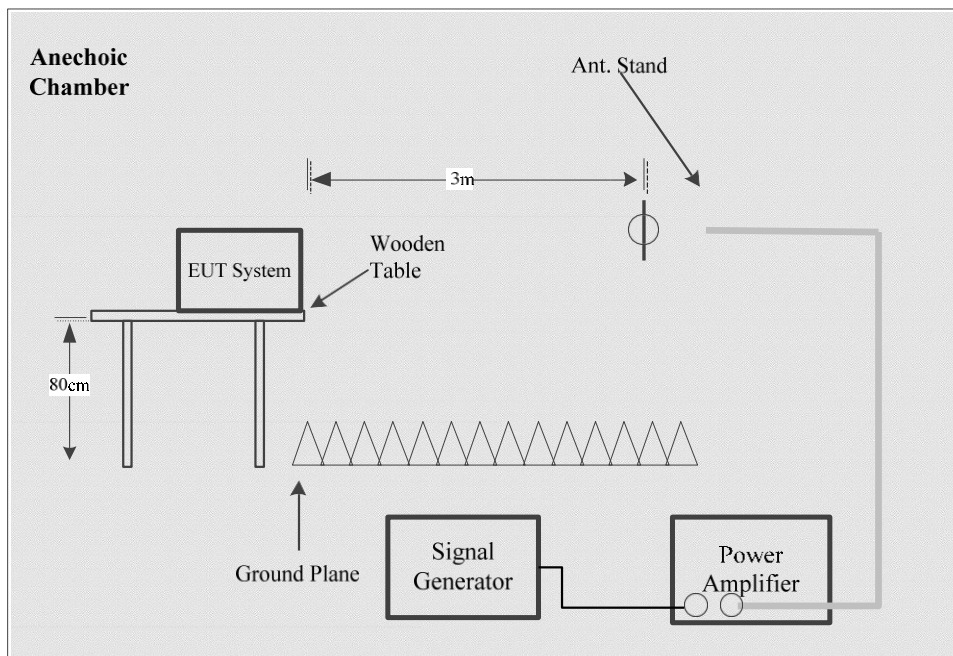 Anechoic
Chamber
Ant. Stand
3m
Wooden
Table
EUT System
80cm
Ground Plane
Signal
Generator
Power
Amplifier